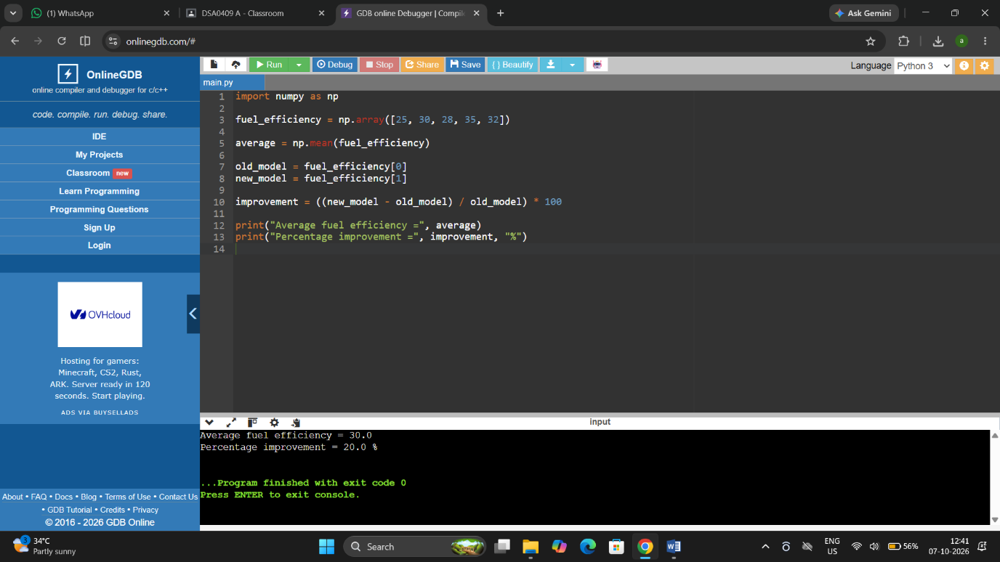 (1) WhatsApp
DSA0409 A - Classroom
GDB online Debugger | Compile
Ask Gemini
onlinegdb.com/#
a
OnlineGDB
online compiler and debugger for c/c++
code. compile. run. debug. share.
IDE
My Projects
Classroom new
Learn Programming
Programming Questions
Sign Up
Login
OVHcloud
Hosting for gamers:
Minecraft, CS2, Rust,
ARK. Server ready in 120
seconds. Start playing.
ADS VIA BUYSELLADS
About • FAQ • Docs • Blog • Terms of Use • Contact Us
• GDB Tutorial • Credits • Privacy
© 2016 - 2026 GDB Online
Run Debug Stop Share Save { } Beautify
Language Python 3
main.py
1 import numpy as np
2
3 fuel_efficiency = np.array([25, 30, 28, 35, 32])
4
5 average = np.mean(fuel_efficiency)
6
7 old_model = fuel_efficiency[0]
8 new_model = fuel_efficiency[1]
9
10 improvement = ((new_model - old_model) / old_model) * 100
11
12 print("Average fuel efficiency =", average)
13 print("Percentage improvement =", improvement, "%")
14
input
Average fuel efficiency = 30.0
Percentage improvement = 20.0 %
...Program finished with exit code 0
Press ENTER to exit console.
3
34°C
Partly sunny
Search
ENG
US
56%
12:41
07-10-2026